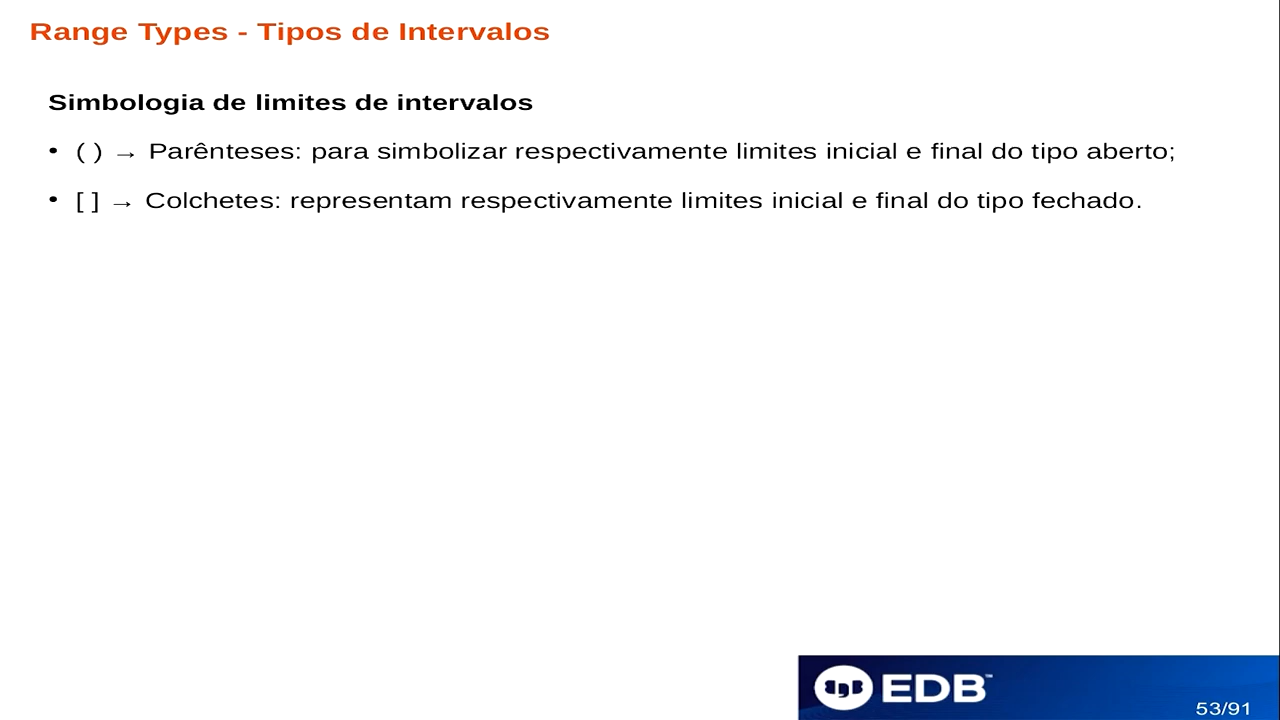 Range Types - Tipos de Intervalos
Simbologia de limites de intervalos
• ( ) → Parênteses: para simbolizar respectivamente limites inicial e final do tipo aberto;
• [ ] → Colchetes: representam respectivamente limites inicial e final do tipo fechado.
EDB™
53/91